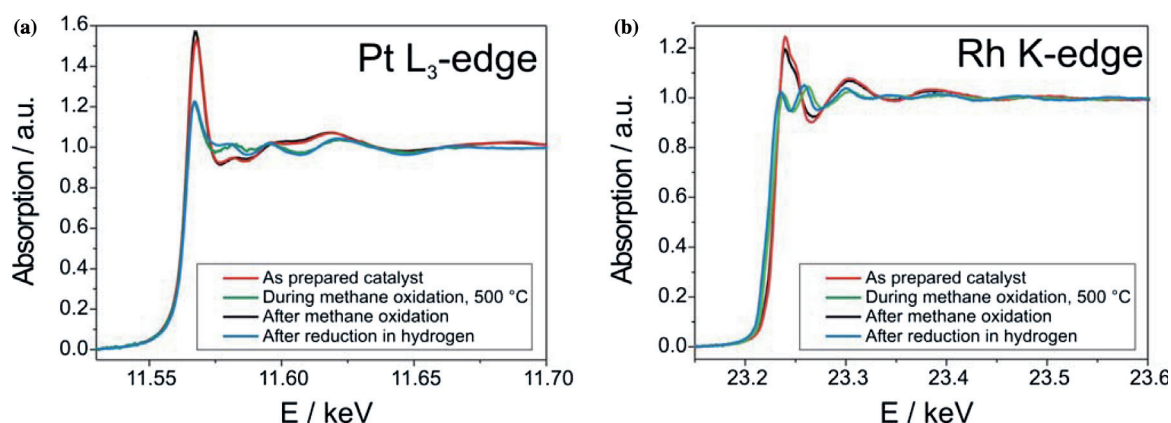 (a)
Pt L₃-edge
Absorption / a.u.
1.6
1.4
1.2
1.0
0.8
0.6
0.4
0.2
0.0
As prepared catalyst
During methane oxidation, 500 °C
After methane oxidation
After reduction in hydrogen
11.55 11.60 11.65 11.70
E / keV
(b)
Rh K-edge
Absorption / a.u.
1.2
1.0
0.8
0.6
0.4
0.2
0.0
As prepared catalyst
During methane oxidation, 500 °C
After methane oxidation
After reduction in hydrogen
23.2 23.3 23.4 23.5 23.6
E / keV